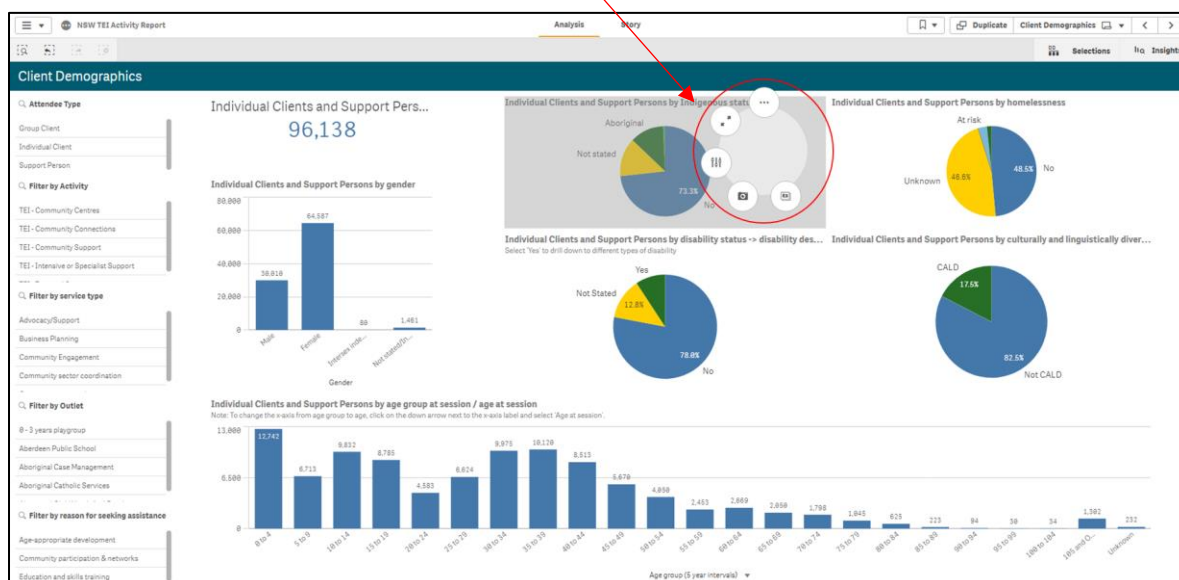 NSW TEI Activity Report
Analysis
Story
Duplicate
Client Demographics
Selections
Insights
Client Demographics
Attendee Type
Group Client
Individual Client
Support Person
Filter by Activity
TEI - Community Centres
TEI - Community Connections
TEI - Community Support
TEI - Intensive or Specialist Support
Filter by service type
Advocacy/Support
Business Planning
Community Engagement
Community sector coordination
Filter by Outlet
0 - 3 years playgroup
Aberdeen Public School
Aboriginal Case Management
Aboriginal Catholic Services
Filter by reason for seeking assistance
Age-appropriate development
Community participation & networks
Education and skills training
Individual Clients and Support Pers...
96,138
Individual Clients and Support Persons by gender
80,000
60,000
40,000
20,000
0
30,010
64,587
80
1,461
Male
Female
Intersex inde...
Not stated/In...
Gender
Individual Clients and Support Persons by Indigenous status
Aboriginal
Not stated
73.3%
No
Individual Clients and Support Persons by homelessness
At risk
Unknown
48.5%
No
Individual Clients and Support Persons by disability status -> disability des...
Select 'Yes' to drill down to different types of disability
Yes
Not Stated
12.8%
78.0%
No
Individual Clients and Support Persons by culturally and linguistically diver...
CALD
17.5%
82.5%
Not CALD
Individual Clients and Support Persons by age group at session / age at session
Note: To change the x-axis from age group to age, click on the down arrow next to the x-axis label and select 'Age at session'.
13,000
6,500
0
12,742
6,713
9,832
8,785
4,583
6,624
9,973
10,120
8,513
5,670
4,050
2,453
2,669
2,050
1,798
1,045
625
223
94
30
34
1,302
232
0 to 4
5 to 9
10 to 14
15 to 19
20 to 24
25 to 29
30 to 34
35 to 39
40 to 44
45 to 49
50 to 54
55 to 59
60 to 64
65 to 69
70 to 74
75 to 79
80 to 84
85 to 89
90 to 94
95 to 99
100 to 104
105 and O...
Unknown
Age group (5 year intervals)